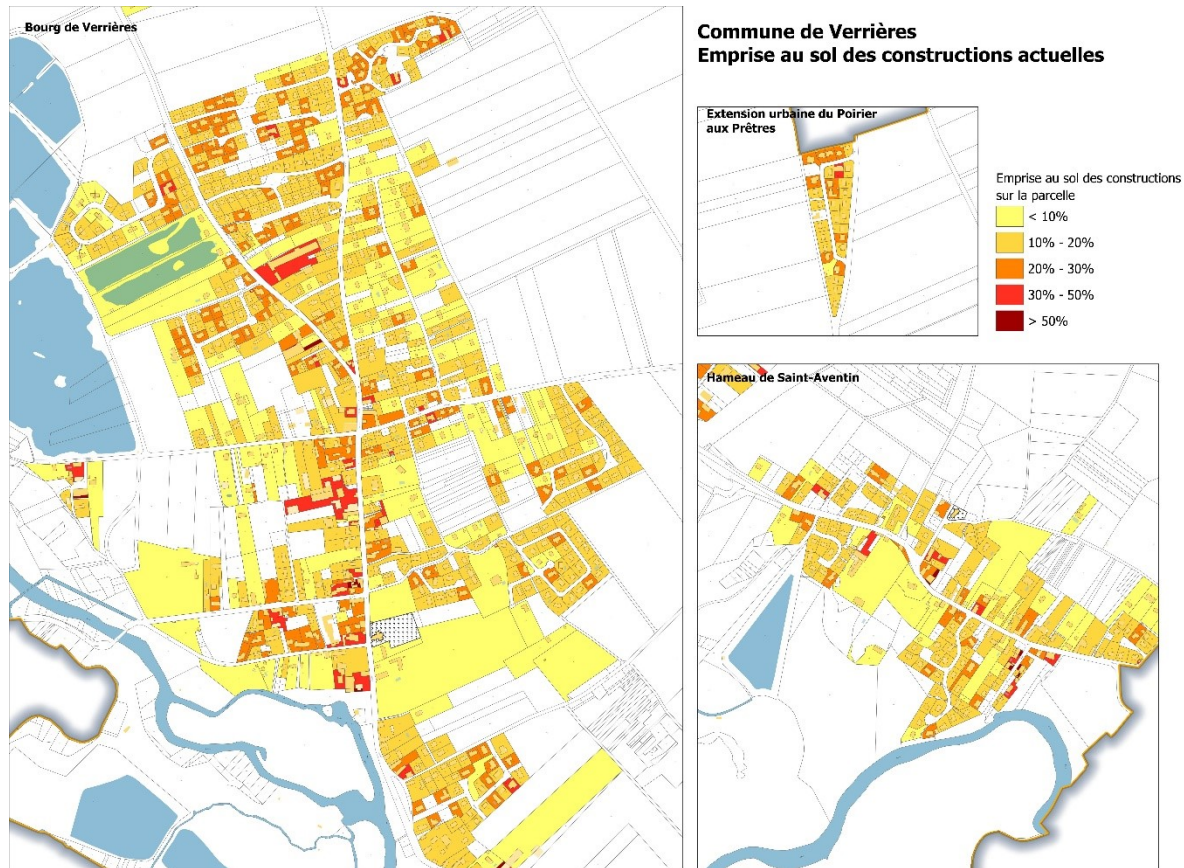 Bourg de Verrières
Commune de Verrières
Emprise au sol des constructions actuelles
Extension urbaine du Poirier
aux Prêtres
Emprise au sol des constructions
sur la parcelle
< 10%
10% - 20%
20% - 30%
30% - 50%
> 50%
Hameau de Saint-Aventin